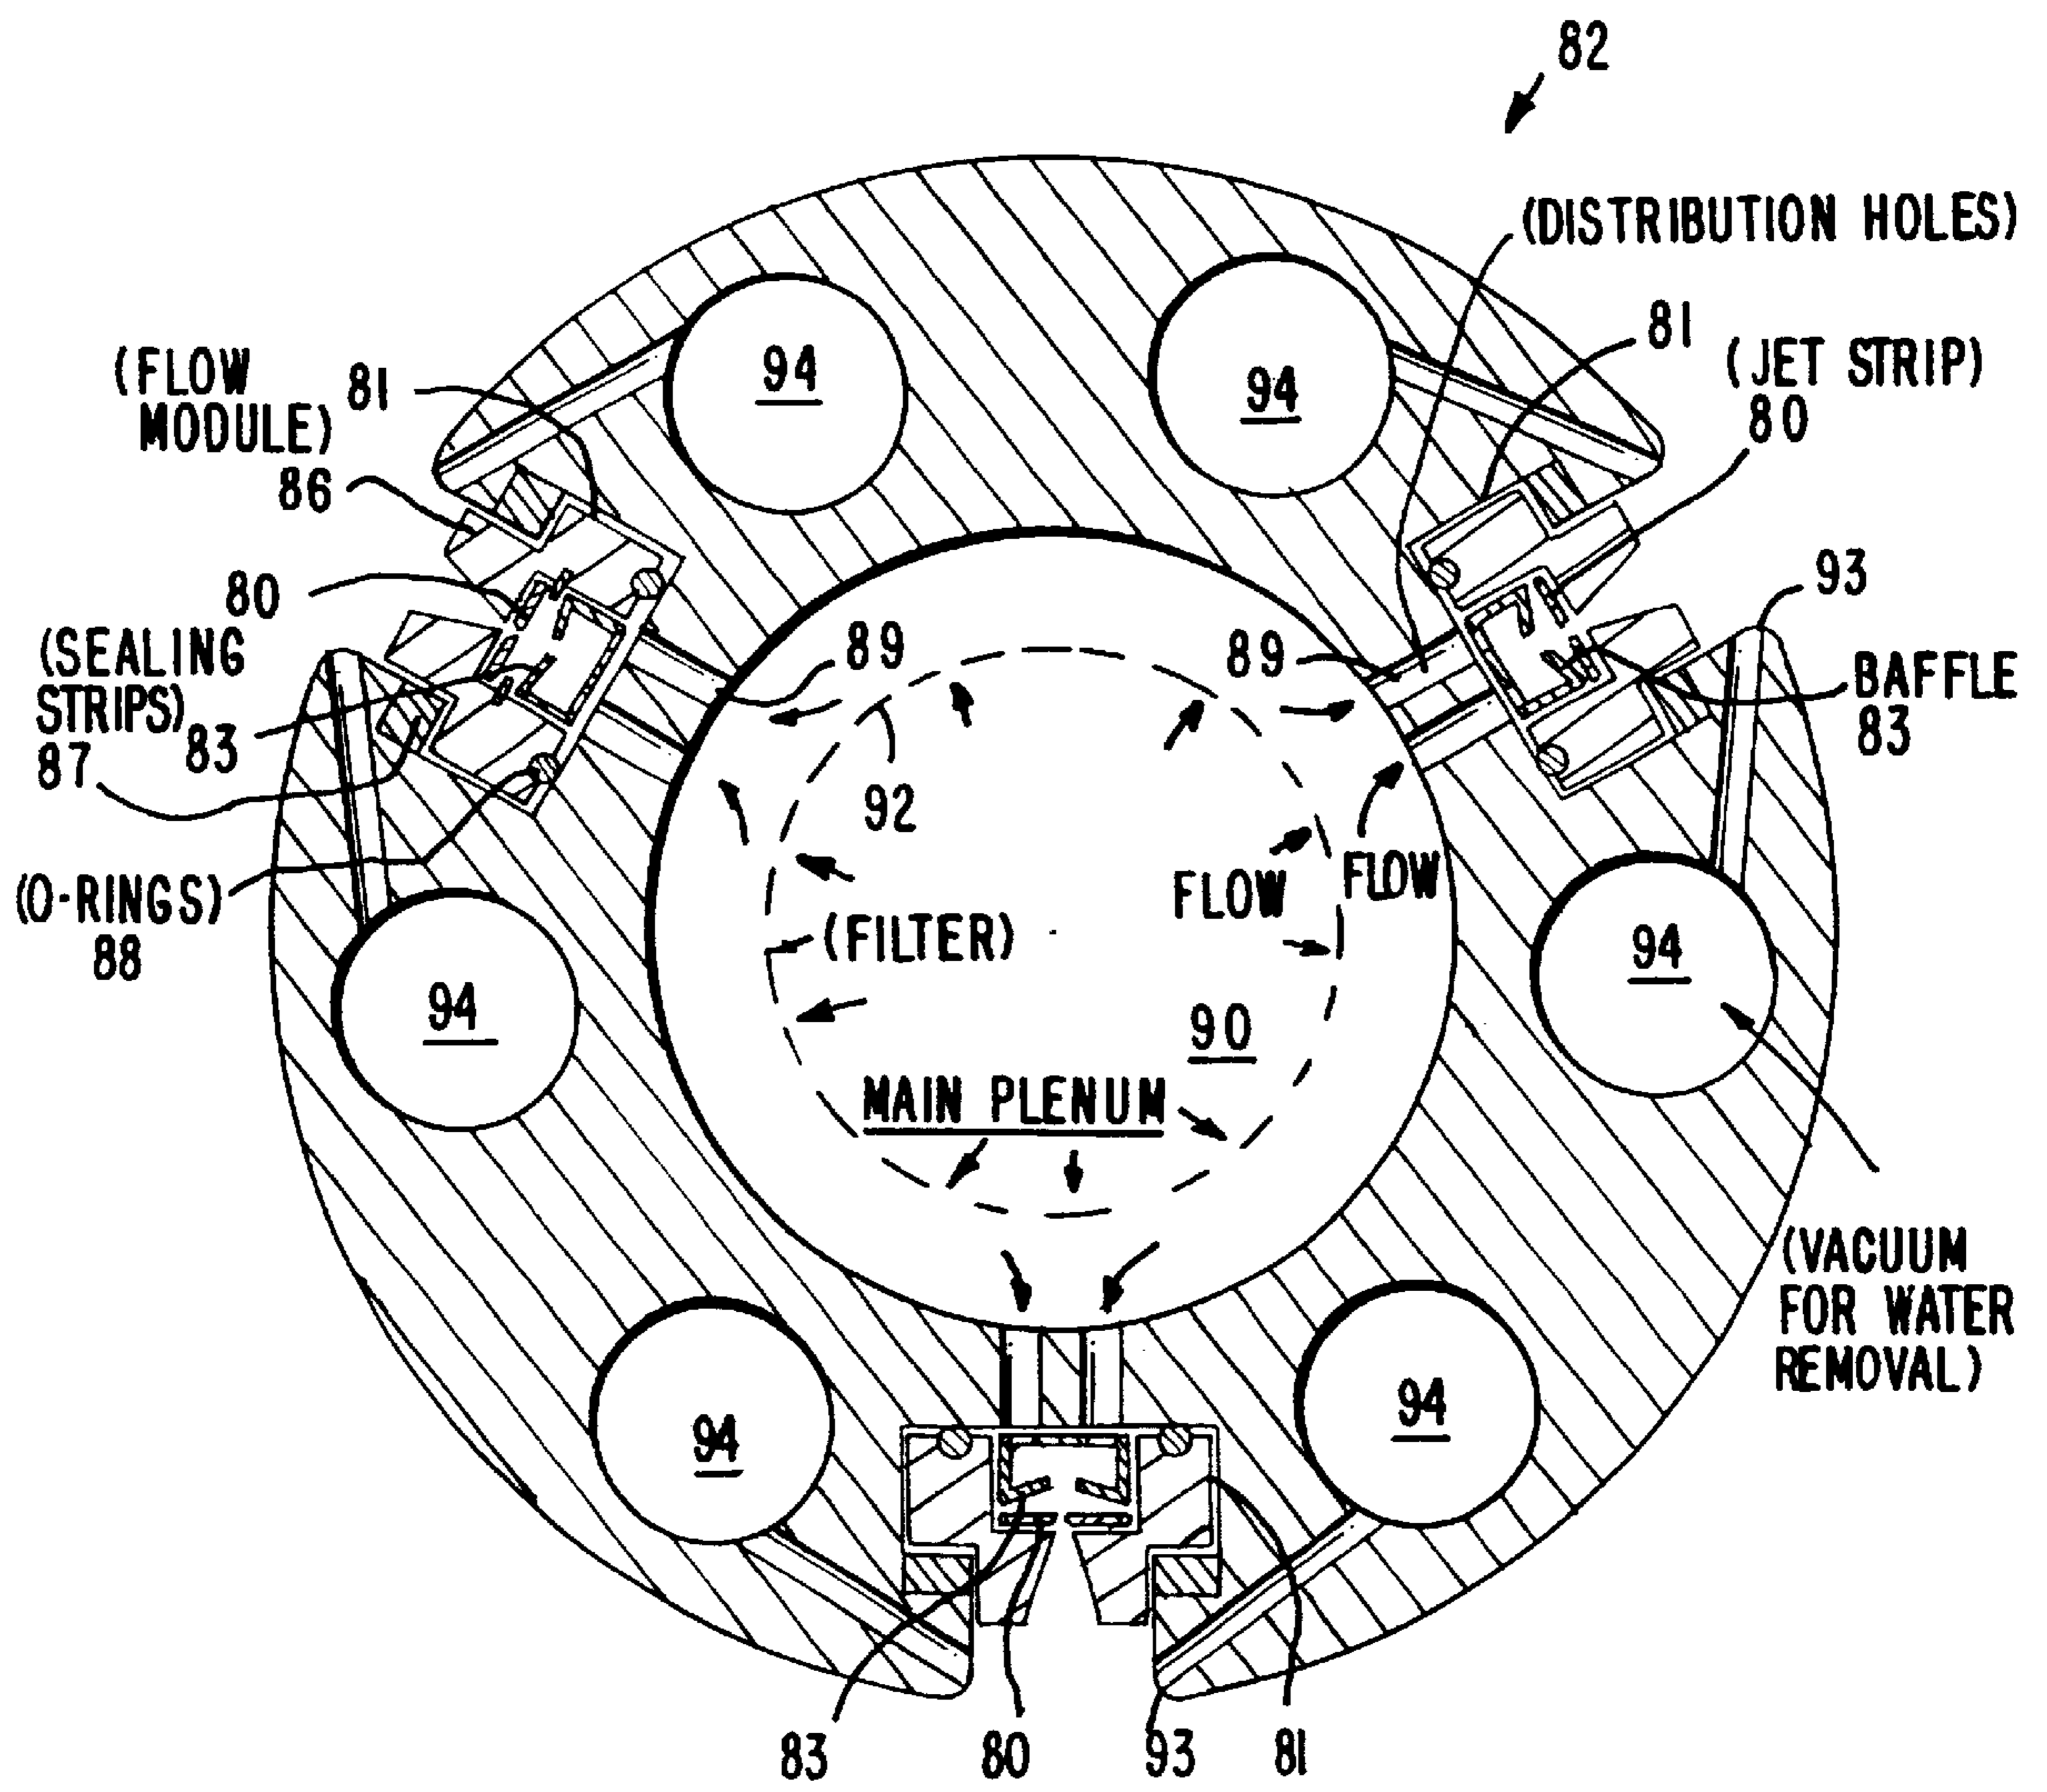 82
(DISTRIBUTION HOLES)
81
(JET STRIP)
80
94
94
(FLOW
MODULE)
81
86
93
80
(SEALING
STRIPS)
87
83
89
89
BAFFLE
83
92
(O-RINGS)
88
FLOW
FLOW
(FILTER)
94
94
90
MAIN PLENUM
(VACUUM
FOR WATER
REMOVAL)
94
94
83
80
93
81